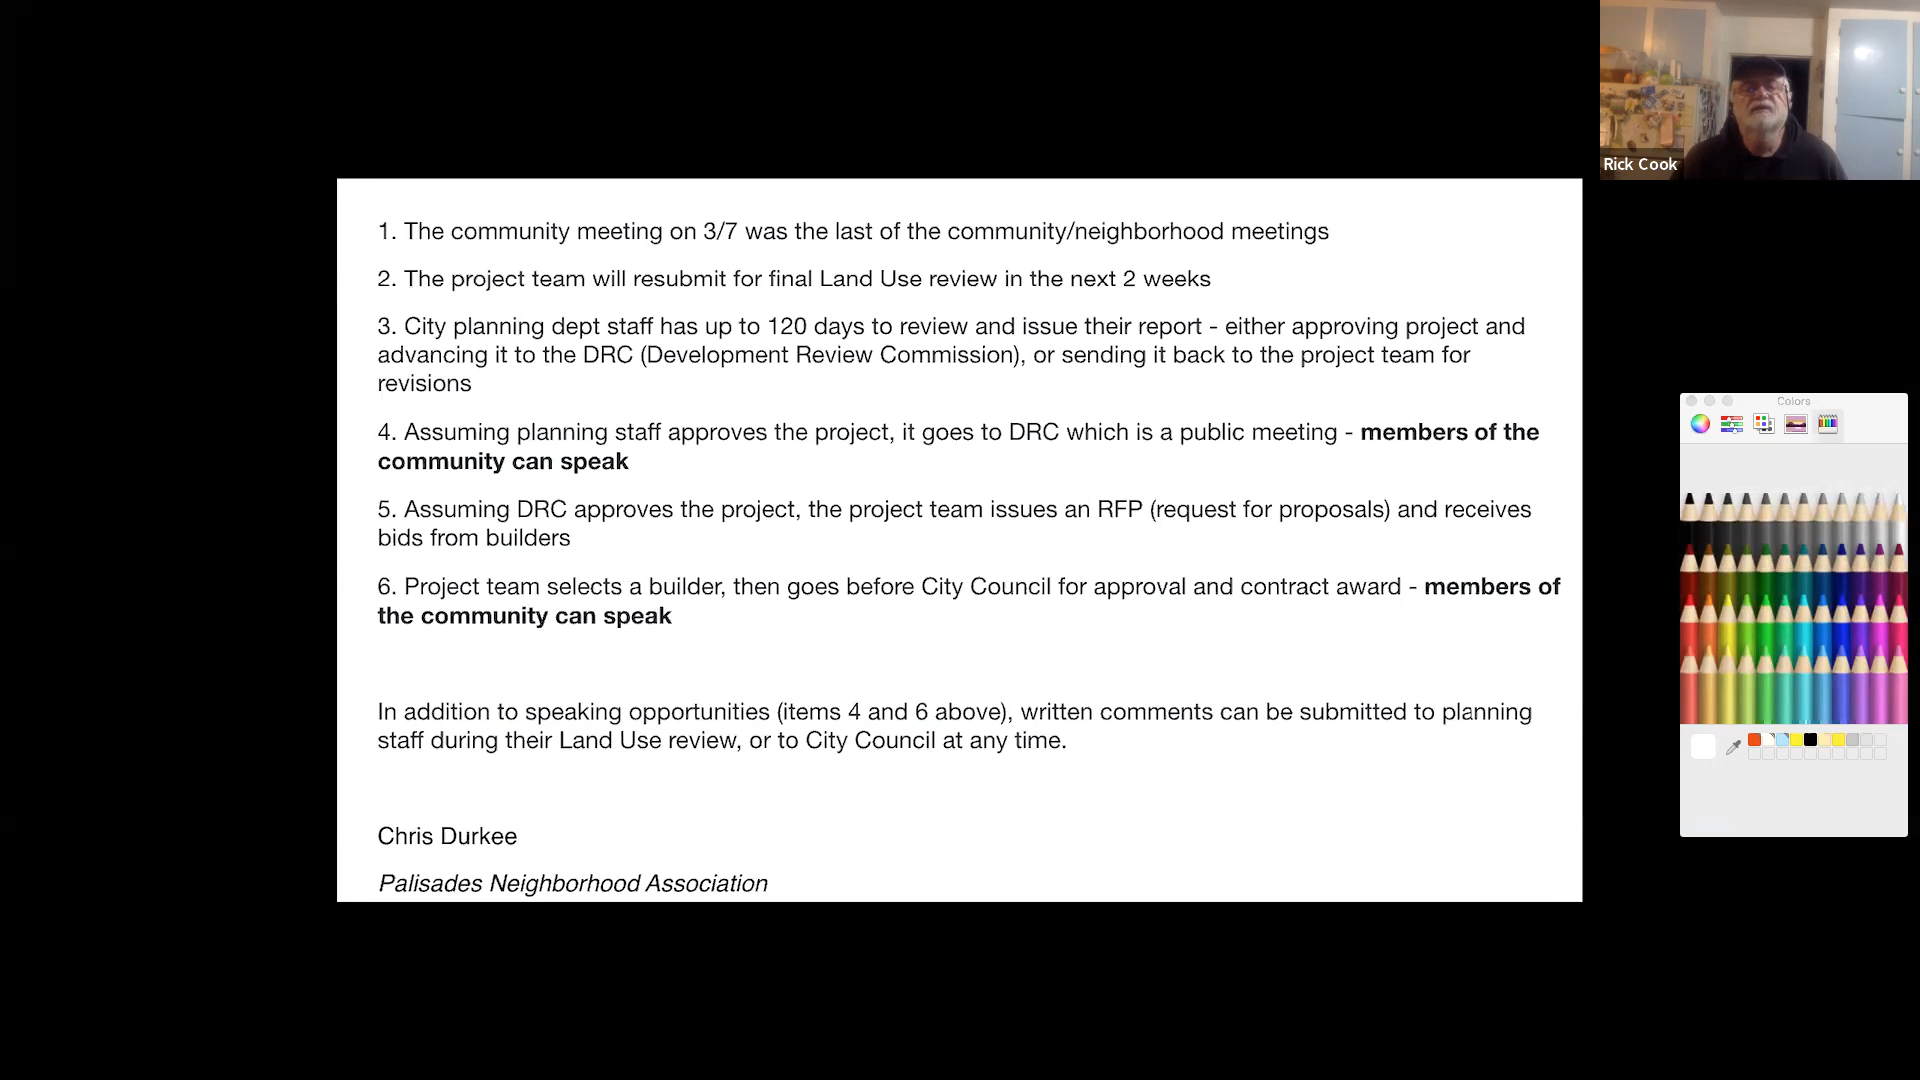 Rick Cook
1. The community meeting on 3/7 was the last of the community/neighborhood meetings
2. The project team will resubmit for final Land Use review in the next 2 weeks
3. City planning dept staff has up to 120 days to review and issue their report - either approving project and
advancing it to the DRC (Development Review Commission), or sending it back to the project team for
revisions
4. Assuming planning staff approves the project, it goes to DRC which is a public meeting - members of the
community can speak
5. Assuming DRC approves the project, the project team issues an RFP (request for proposals) and receives
bids from builders
6. Project team selects a builder, then goes before City Council for approval and contract award - members of
the community can speak
In addition to speaking opportunities (items 4 and 6 above), written comments can be submitted to planning
staff during their Land Use review, or to City Council at any time.
Chris Durkee
Palisades Neighborhood Association
Colors